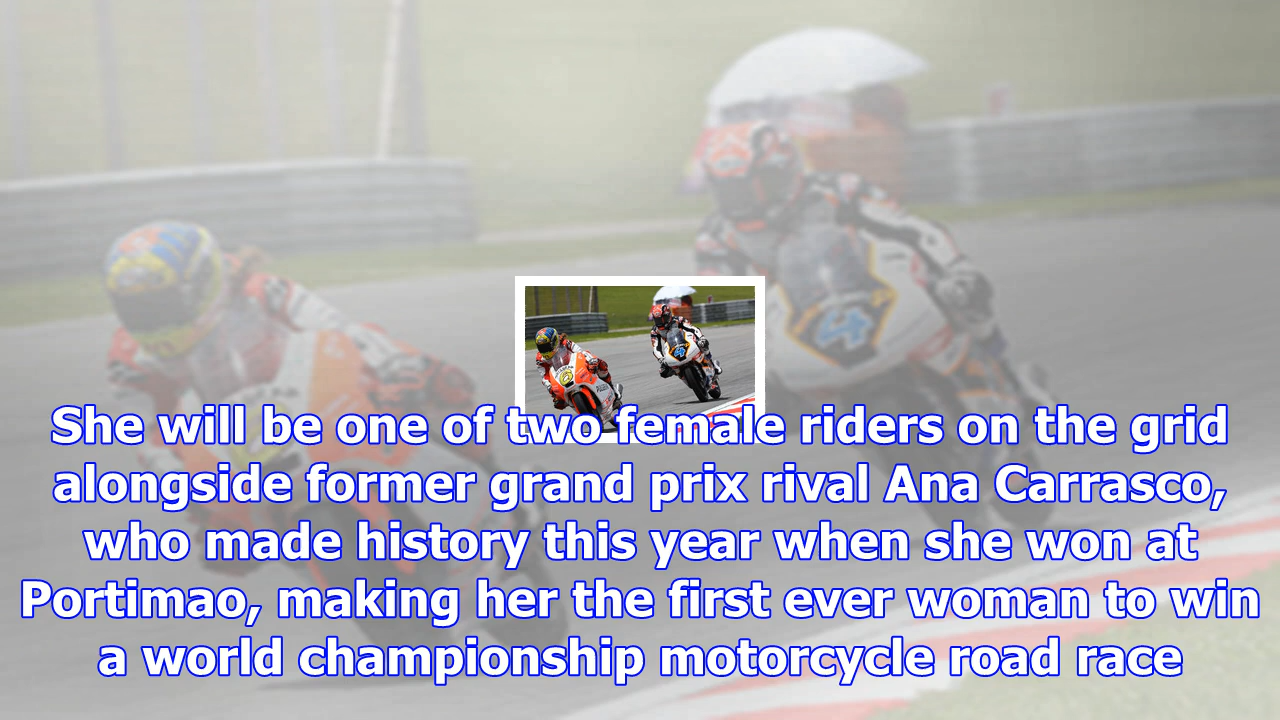 She will be one of two female riders on the grid
alongside former grand prix rival Ana Carrasco,
who made history this year when she won at
Portimao, making her the first ever woman to win
a world championship motorcycle road race